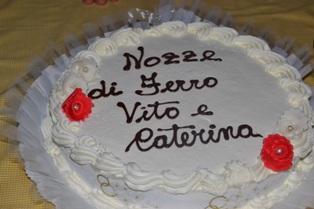 Nozze
di Ferro
Vito e
Caterina